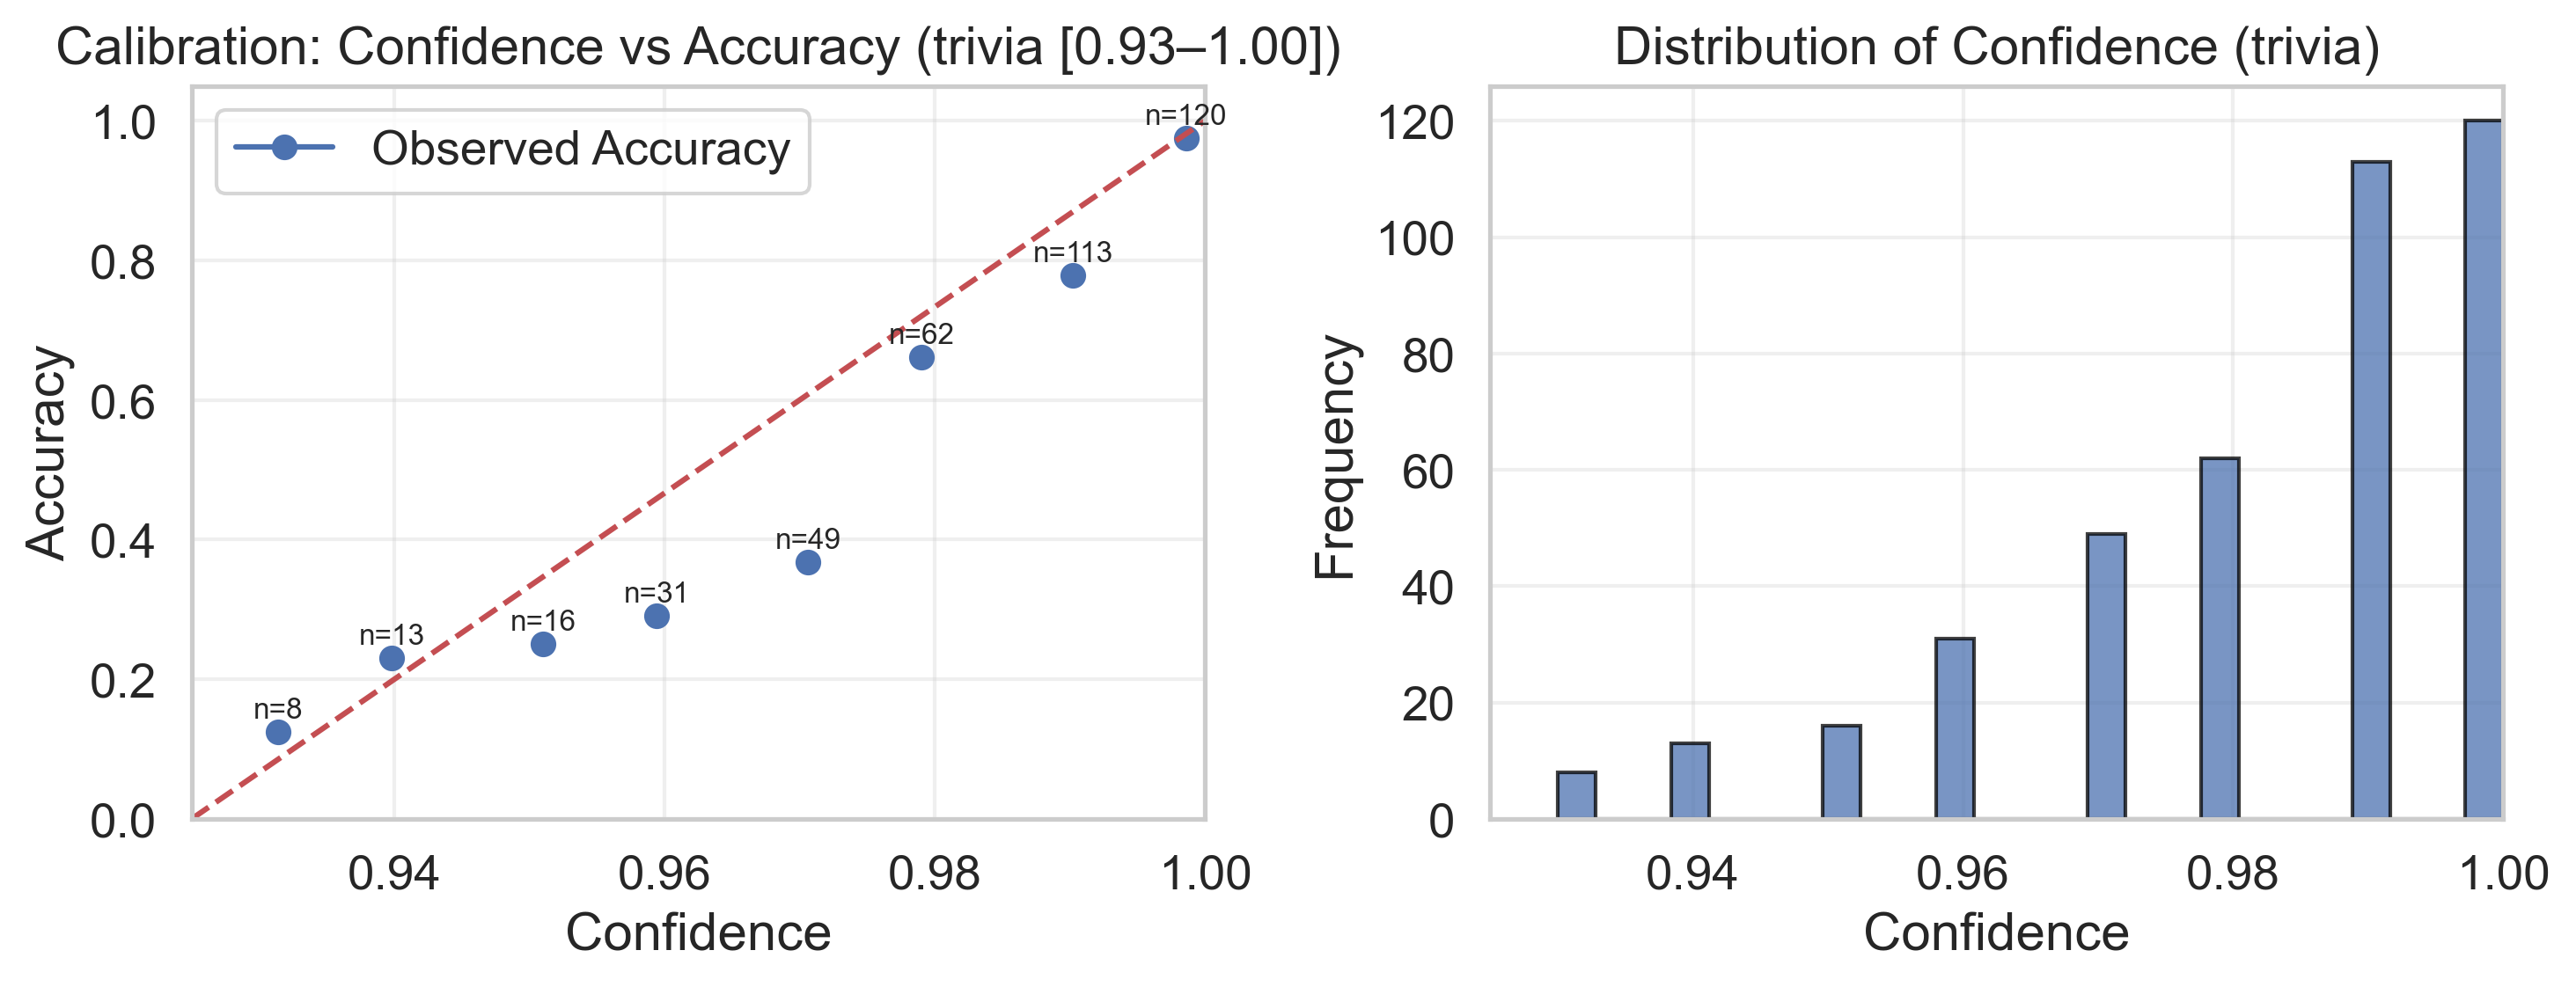 Calibration: Confidence vs Accuracy (trivia [0.93–1.00])
Observed Accuracy
1.0
0.8
0.6
0.4
0.2
0.0
Accuracy
n=8
n=13
n=16
n=31
n=49
n=62
n=113
n=120
0.94
0.96
0.98
1.00
Confidence
Distribution of Confidence (trivia)
120
100
80
60
40
20
0
Frequency
0.94
0.96
0.98
1.00
Confidence